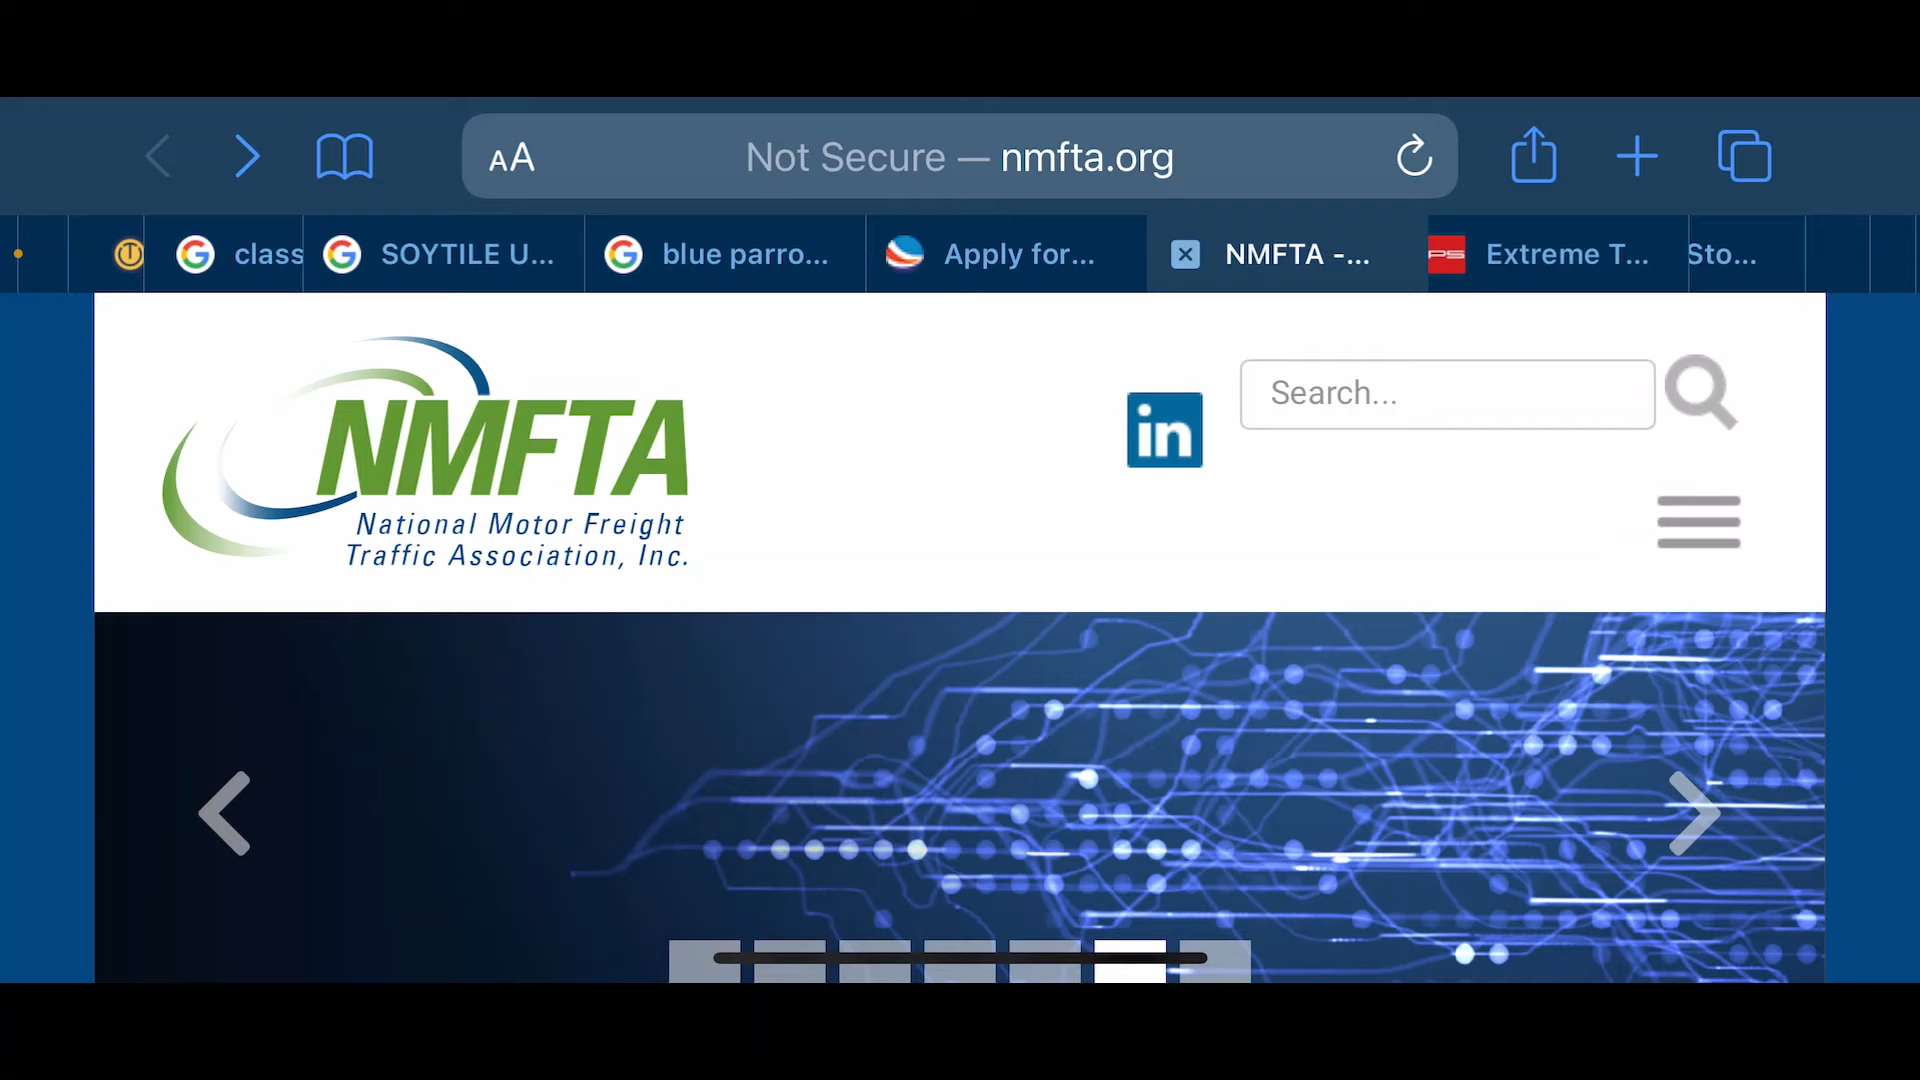 AA
Not Secure — nmfta.org
class
SOYTILE U...
blue parro...
Apply for...
NMFTA -...
PS
Extreme T...
Sto...
NMFTA
National Motor Freight
Traffic Association, Inc.
in
Search...